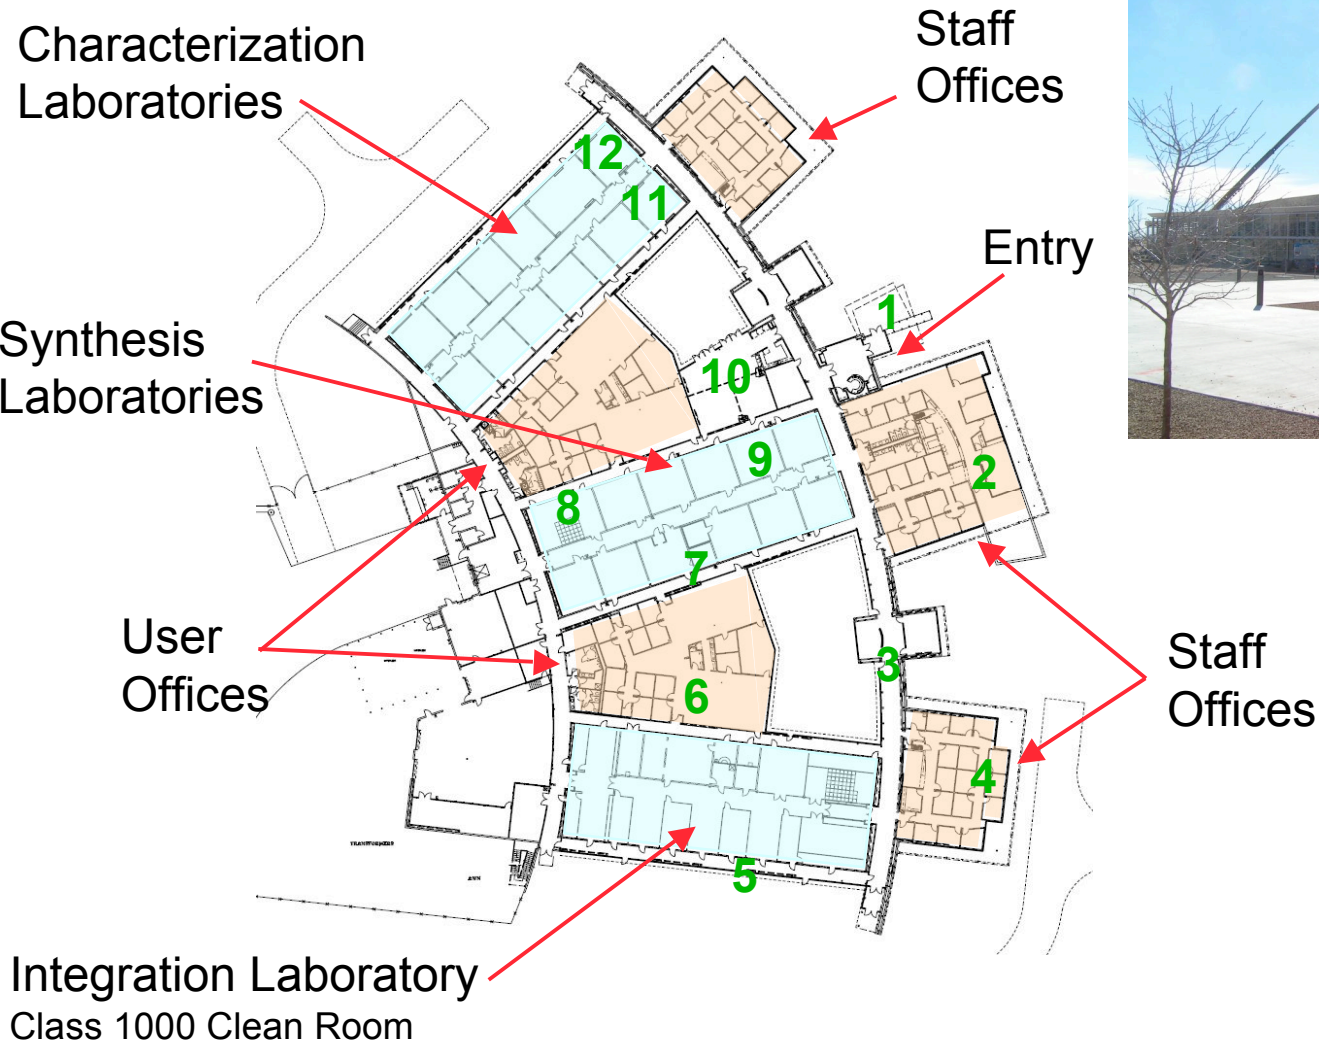 Characterization
Laboratories
Staff
Offices
12
11
Entry
1
Synthesis
Laboratories
10
9
2
8
7
User
Offices
3
Staff
Offices
6
4
TRANSFORMERS
5
Integration Laboratory
Class 1000 Clean Room